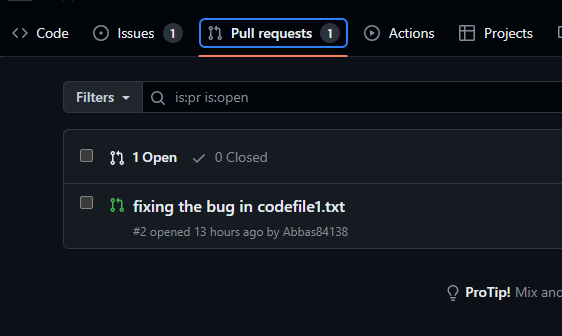 Code Issues 1 Pull requests 1 Actions Projects
Filters is:pr is:open
1 Open 0 Closed
fixing the bug in codefile1.txt
#2 opened 13 hours ago by Abbas84138
ProTip! Mix and